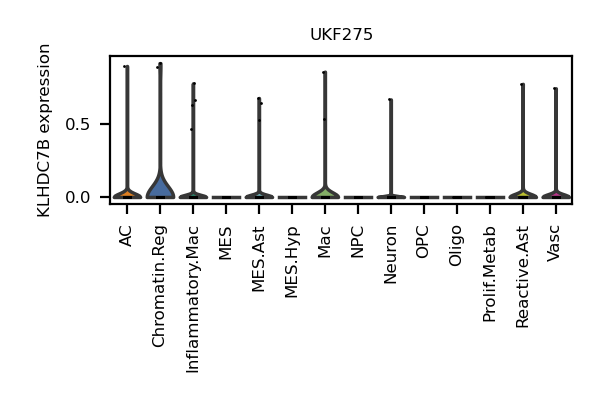 UKF275
KLHDC7B expression
0.5
0.0
AC
Chromatin.Reg
Inflammatory.Mac
MES
MES.Ast
MES.Hyp
Mac
NPC
Neuron
OPC
Oligo
Prolif.Metab
Reactive.Ast
Vasc